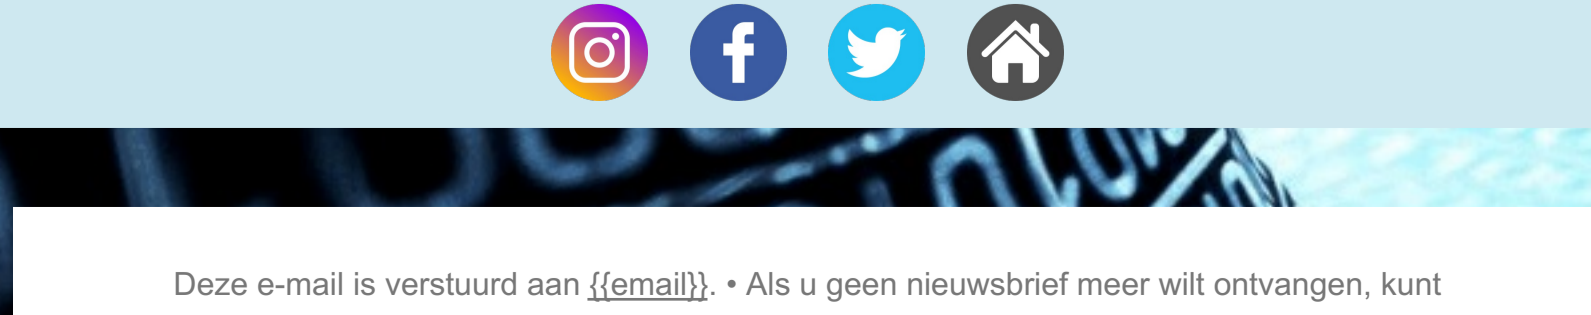 Deze e-mail is verstuurd aan {{email}}. • Als u geen nieuwsbrief meer wilt ontvangen, kunt